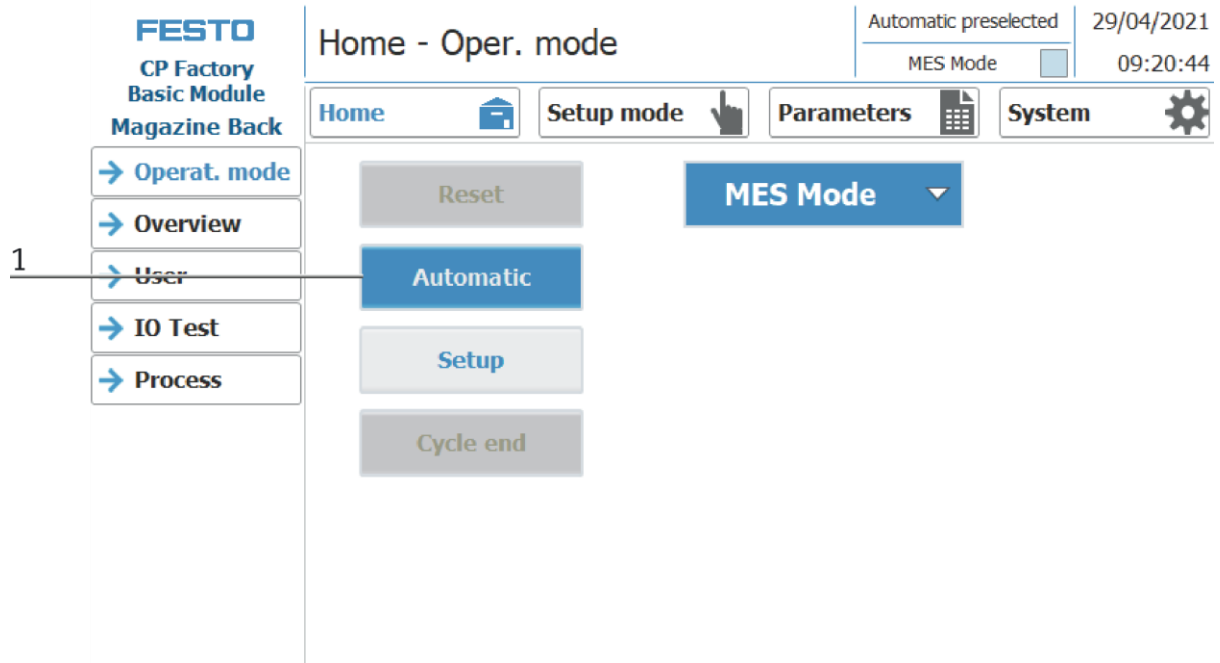 FESTO
CP Factory
Basic Module
Magazine Back
Home - Oper. mode
Automatic preselected
MES Mode
29/04/2021
09:20:44
Home
Setup mode
Parameters
System
Operat. mode
Overview
User
IO Test
Process
1
Reset
Automatic
Setup
Cycle end
MES Mode